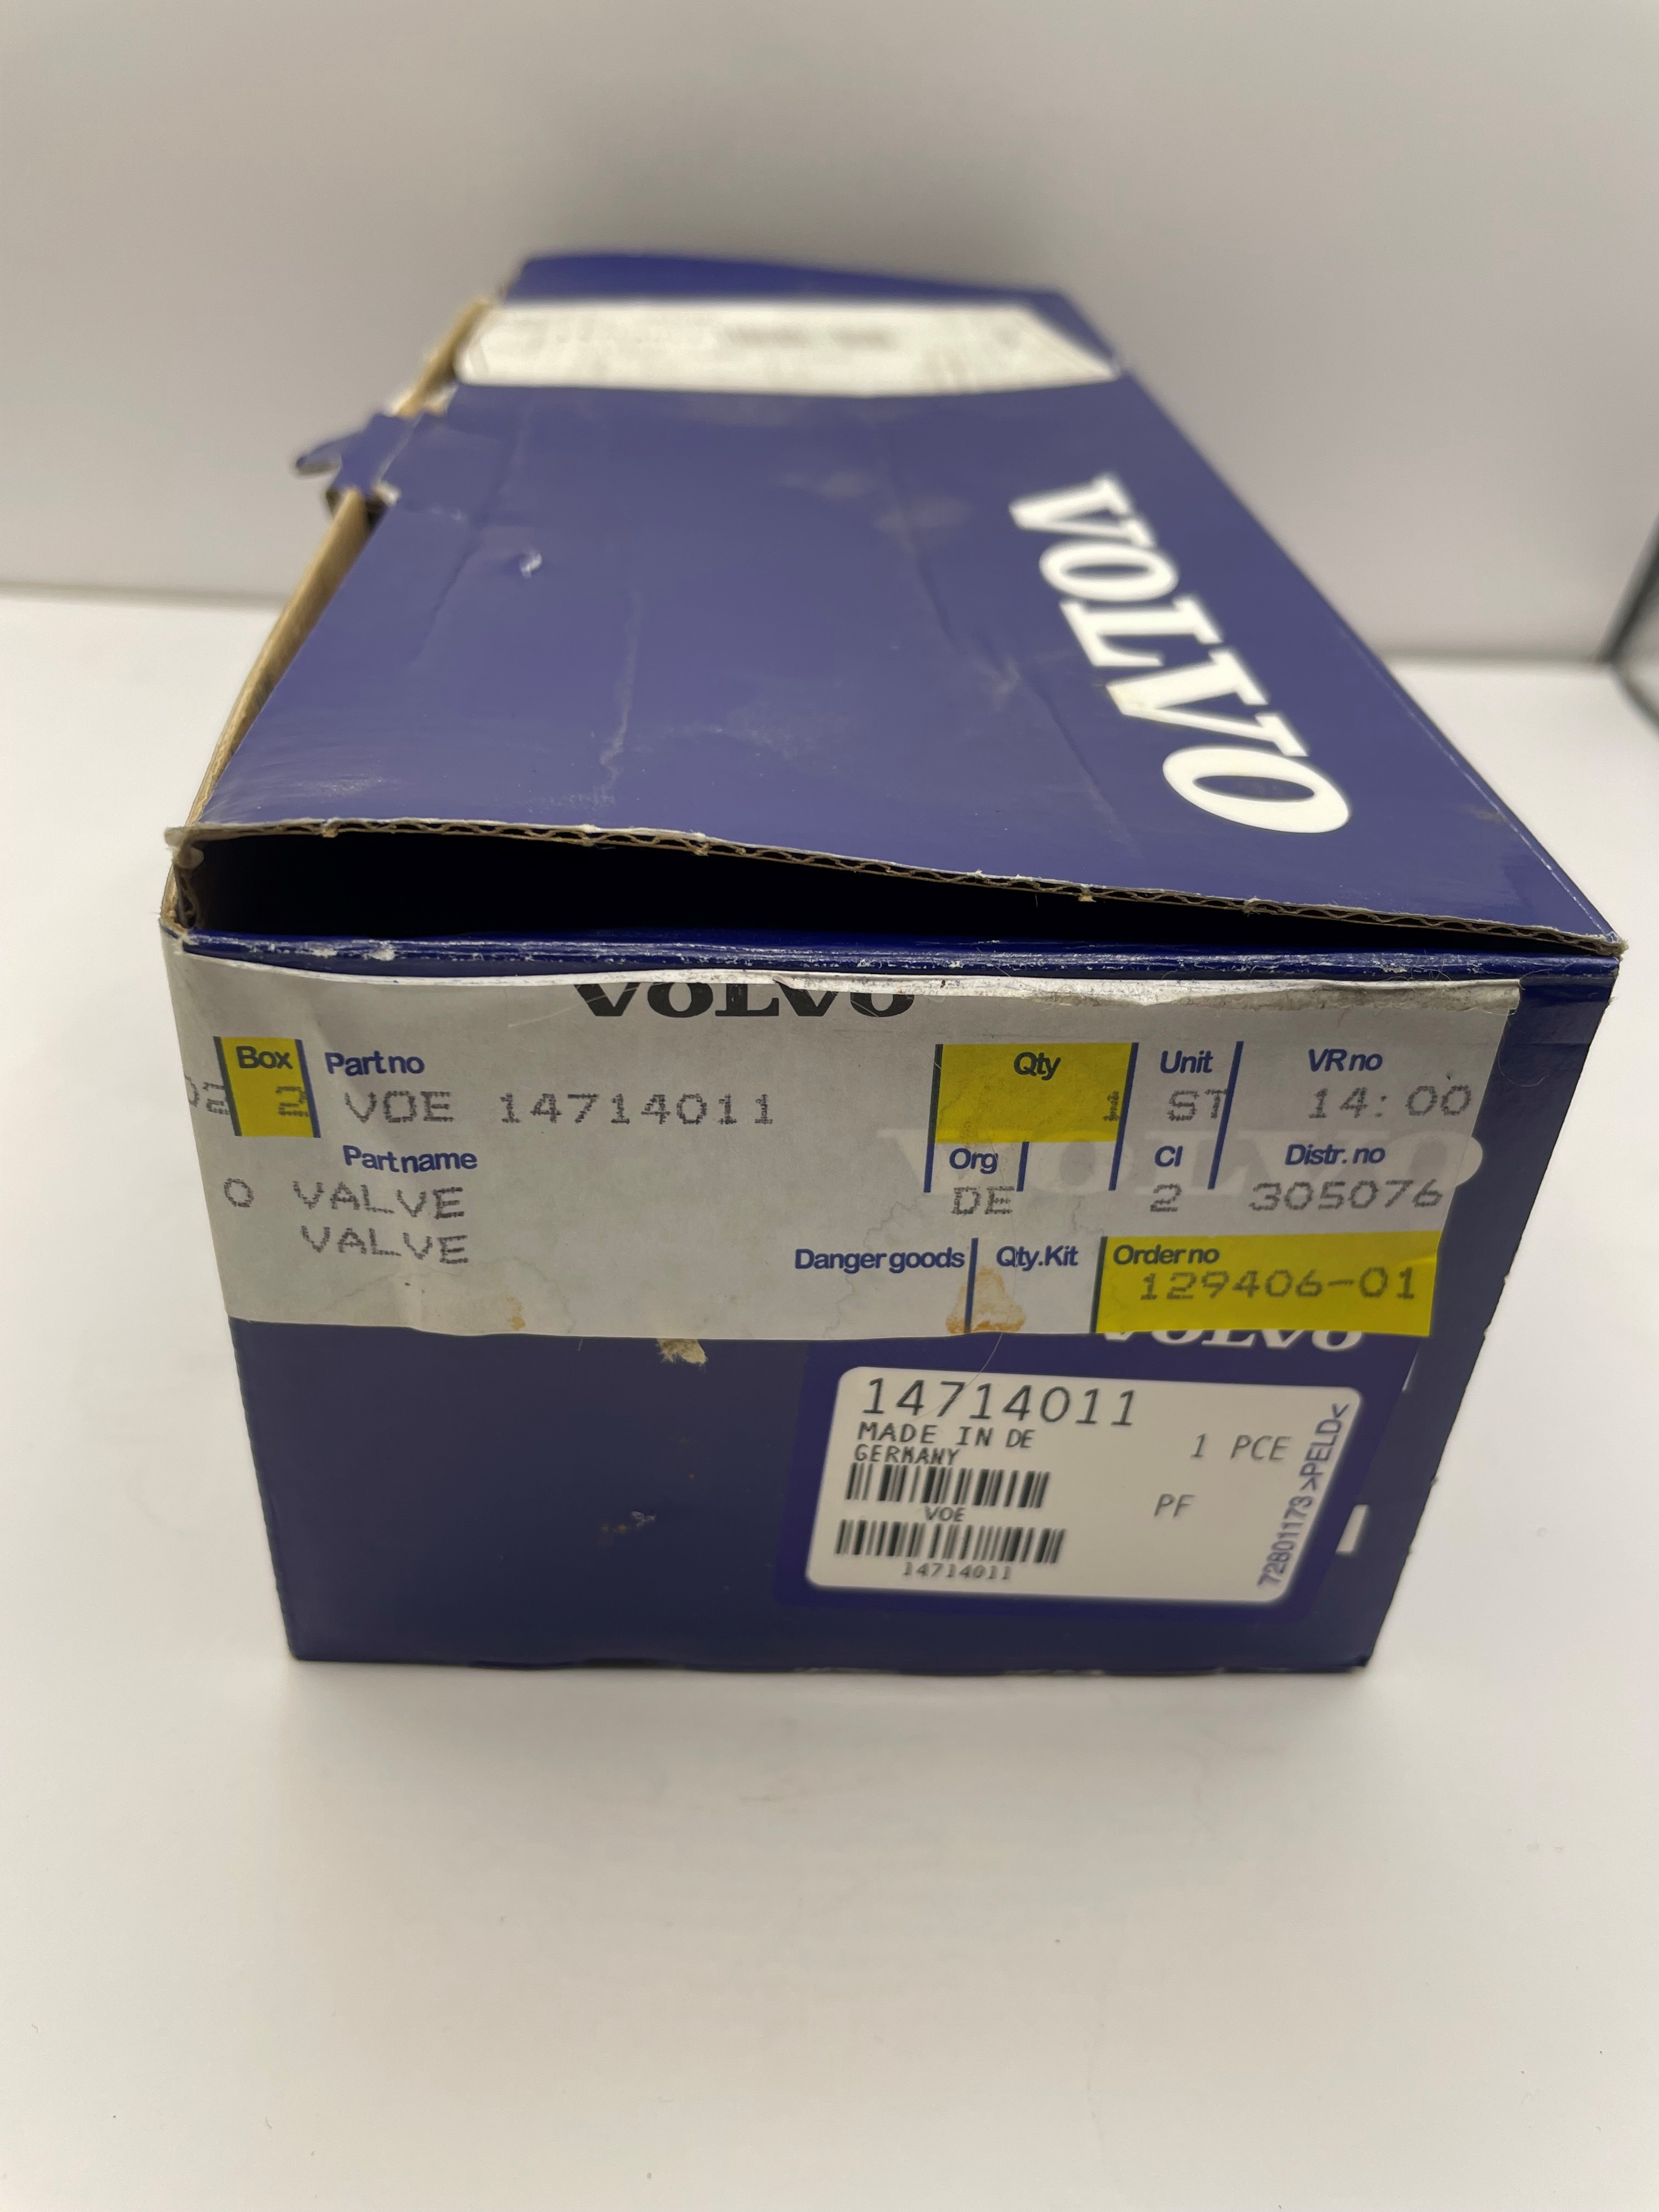 VOLVO
VOLVO
Box Part no Qty Unit VR no
2 VOE 14714011 1 ST 14:00
Part name Org CI Distr. no
O VALVE DE 2 305076
VALVE
Danger goods Qty.Kit Order no
129406-01
VOLVO
14714011
MADE IN DE
GERMANY
1 PCE
VOE
PF
14714011
72801173 >PELD<